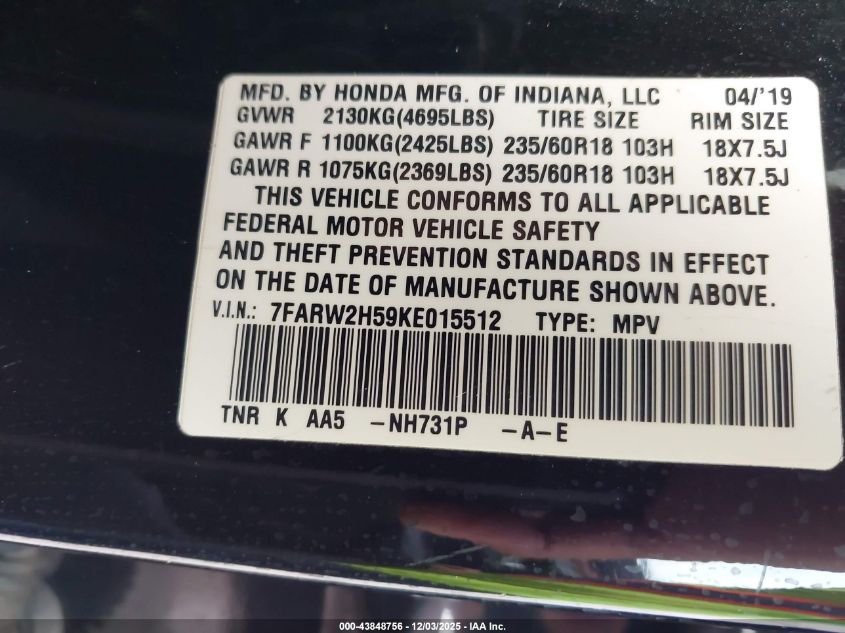 MFD. BY HONDA MFG. OF INDIANA, LLC 04/'19
GVWR 2130KG(4695LBS) TIRE SIZE RIM SIZE
GAWR F 1100KG(2425LBS) 235/60R18 103H 18X7.5J
GAWR R 1075KG(2369LBS) 235/60R18 103H 18X7.5J
THIS VEHICLE CONFORMS TO ALL APPLICABLE
FEDERAL MOTOR VEHICLE SAFETY
AND THEFT PREVENTION STANDARDS IN EFFECT
ON THE DATE OF MANUFACTURE SHOWN ABOVE.
V.I.N.: 7FARW2H59KE015512 TYPE: MPV
TNR K AA5 -NH731P -A-E
000-43848756 - 12/03/2025 - IAA Inc.